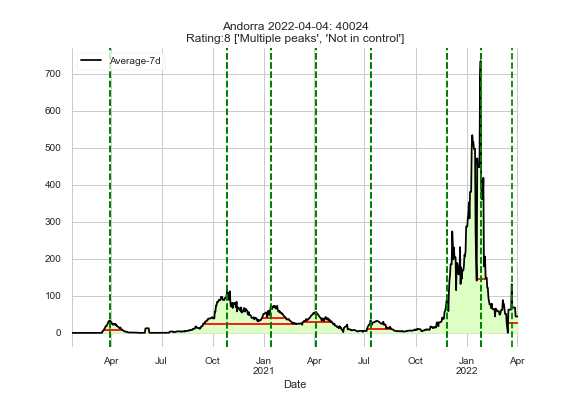 Andorra 2022-04-04: 40024
Rating:8 ['Multiple peaks', 'Not in control']
Average-7d
700
600
500
400
300
200
100
0
Apr
Jul
Oct
Jan
2021
Apr
Jul
Oct
Jan
2022
Apr
Date